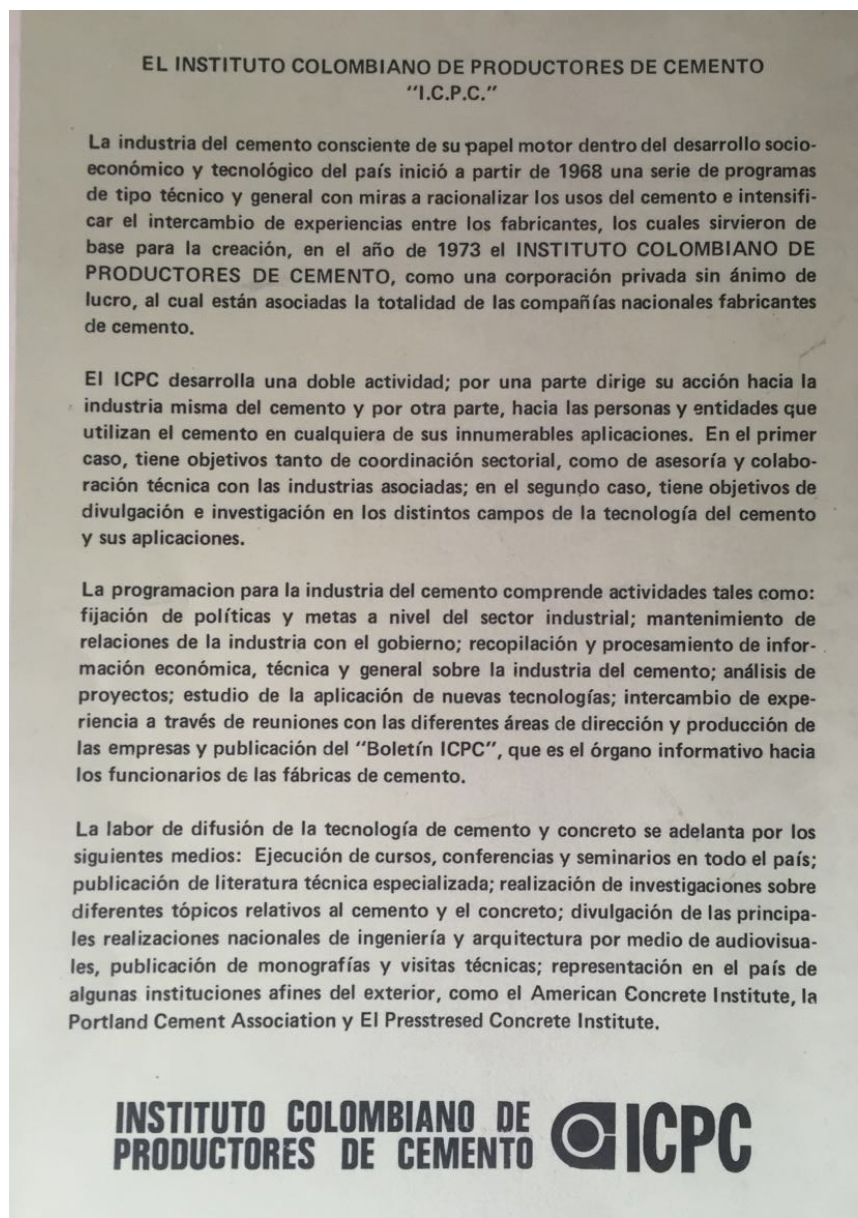 EL INSTITUTO COLOMBIANO DE PRODUCTORES DE CEMENTO
"I.C.P.C."
La industria del cemento consciente de su papel motor dentro del desarrollo socio-
económico y tecnológico del país inició a partir de 1968 una serie de programas
de tipo técnico y general con miras a racionalizar los usos del cemento e intensifi-
car el intercambio de experiencias entre los fabricantes, los cuales sirvieron de
base para la creación, en el año de 1973 el INSTITUTO COLOMBIANO DE
PRODUCTORES DE CEMENTO, como una corporación privada sin ánimo de
lucro, al cual están asociadas la totalidad de las compañías nacionales fabricantes
de cemento.
El ICPC desarrolla una doble actividad; por una parte dirige su acción hacia la
industria misma del cemento y por otra parte, hacia las personas y entidades que
utilizan el cemento en cualquiera de sus innumerables aplicaciones. En el primer
caso, tiene objetivos tanto de coordinación sectorial, como de asesoría y colabo-
ración técnica con las industrias asociadas; en el segundo caso, tiene objetivos de
divulgación e investigación en los distintos campos de la tecnología del cemento
y sus aplicaciones.
La programacion para la industria del cemento comprende actividades tales como:
fijación de políticas y metas a nivel del sector industrial; mantenimiento de
relaciones de la industria con el gobierno; recopilación y procesamiento de infor-
mación económica, técnica y general sobre la industria del cemento; análisis de
proyectos; estudio de la aplicación de nuevas tecnologías; intercambio de expe-
riencia a través de reuniones con las diferentes áreas de dirección y producción de
las empresas y publicación del "Boletín ICPC", que es el órgano informativo hacia
los funcionarios de las fábricas de cemento.
La labor de difusión de la tecnología de cemento y concreto se adelanta por los
siguientes medios: Ejecución de cursos, conferencias y seminarios en todo el país;
publicación de literatura técnica especializada; realización de investigaciones sobre
diferentes tópicos relativos al cemento y el concreto; divulgación de las principa-
les realizaciones nacionales de ingeniería y arquitectura por medio de audiovisua-
les, publicación de monografías y visitas técnicas; representación en el país de
algunas instituciones afines del exterior, como el American Concrete Institute, la
Portland Cement Association y El Presstresed Concrete Institute.
INSTITUTO COLOMBIANO DE
PRODUCTORES DE CEMENTO ICPC